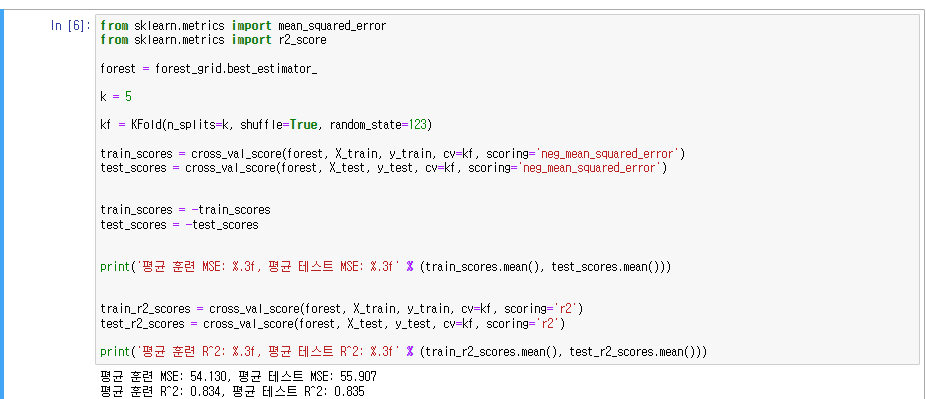 In [6]: from sklearn.metrics import mean_squared_error
from sklearn.metrics import r2_score
forest = forest_grid.best_estimator_
k = 5
kf = KFold(n_splits=k, shuffle=True, random_state=123)
train_scores = cross_val_score(forest, X_train, y_train, cv=kf, scoring='neg_mean_squared_error')
test_scores = cross_val_score(forest, X_test, y_test, cv=kf, scoring='neg_mean_squared_error')
train_scores = -train_scores
test_scores = -test_scores
print('평균 훈련 MSE: %.3f, 평균 테스트 MSE: %.3f' % (train_scores.mean(), test_scores.mean()))
train_r2_scores = cross_val_score(forest, X_train, y_train, cv=kf, scoring='r2')
test_r2_scores = cross_val_score(forest, X_test, y_test, cv=kf, scoring='r2')
print('평균 훈련 R^2: %.3f, 평균 테스트 R^2: %.3f' % (train_r2_scores.mean(), test_r2_scores.mean()))
평균 훈련 MSE: 54.130, 평균 테스트 MSE: 55.907
평균 훈련 R^2: 0.834, 평균 테스트 R^2: 0.835